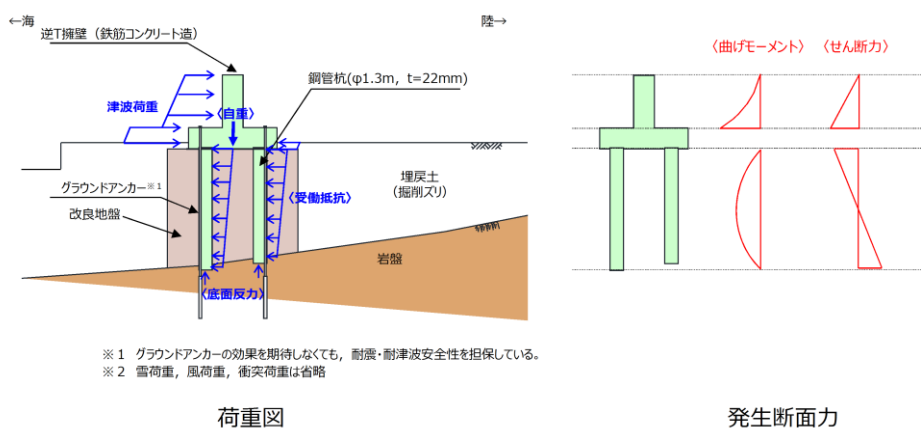 ←海
陸→
逆T擁壁（鉄筋コンクリート造）
鋼管杭(φ1.3m，t=22mm)
津波荷重
〈自重〉
グラウンドアンカー※1
改良地盤
〈受働抵抗〉
埋戻土
（掘削ズリ）
岩盤
〈底面反力〉
※１　グラウンドアンカーの効果を期待しなくても，耐震・耐津波安全性を担保している。
※２　雪荷重，風荷重，衝突荷重は省略
荷重図
〈曲げモーメント〉
〈せん断力〉
発生断面力